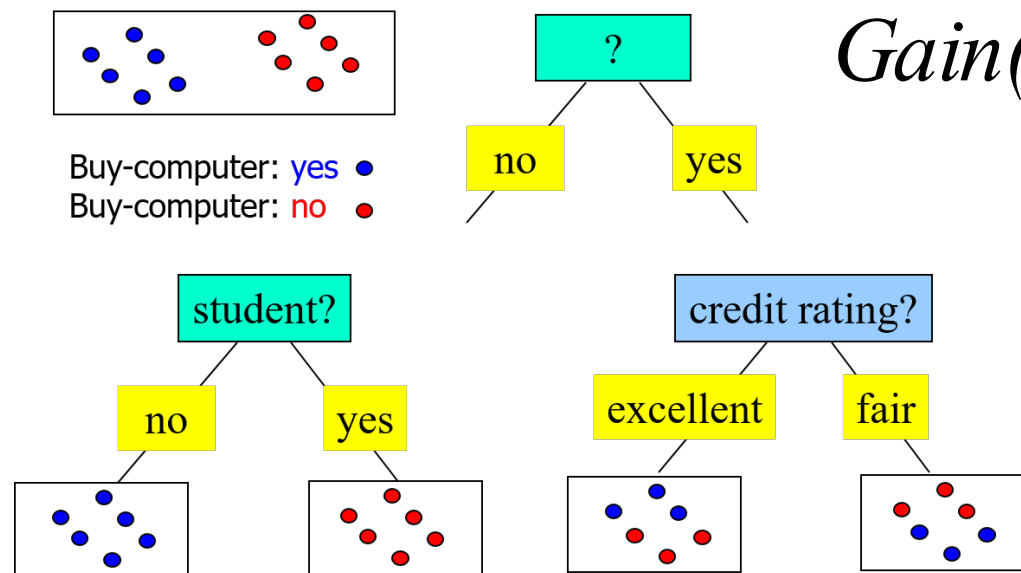 ?
Gain(
no
yes
Buy-computer: yes
Buy-computer: no
student?
credit rating?
no
yes
excellent
fair